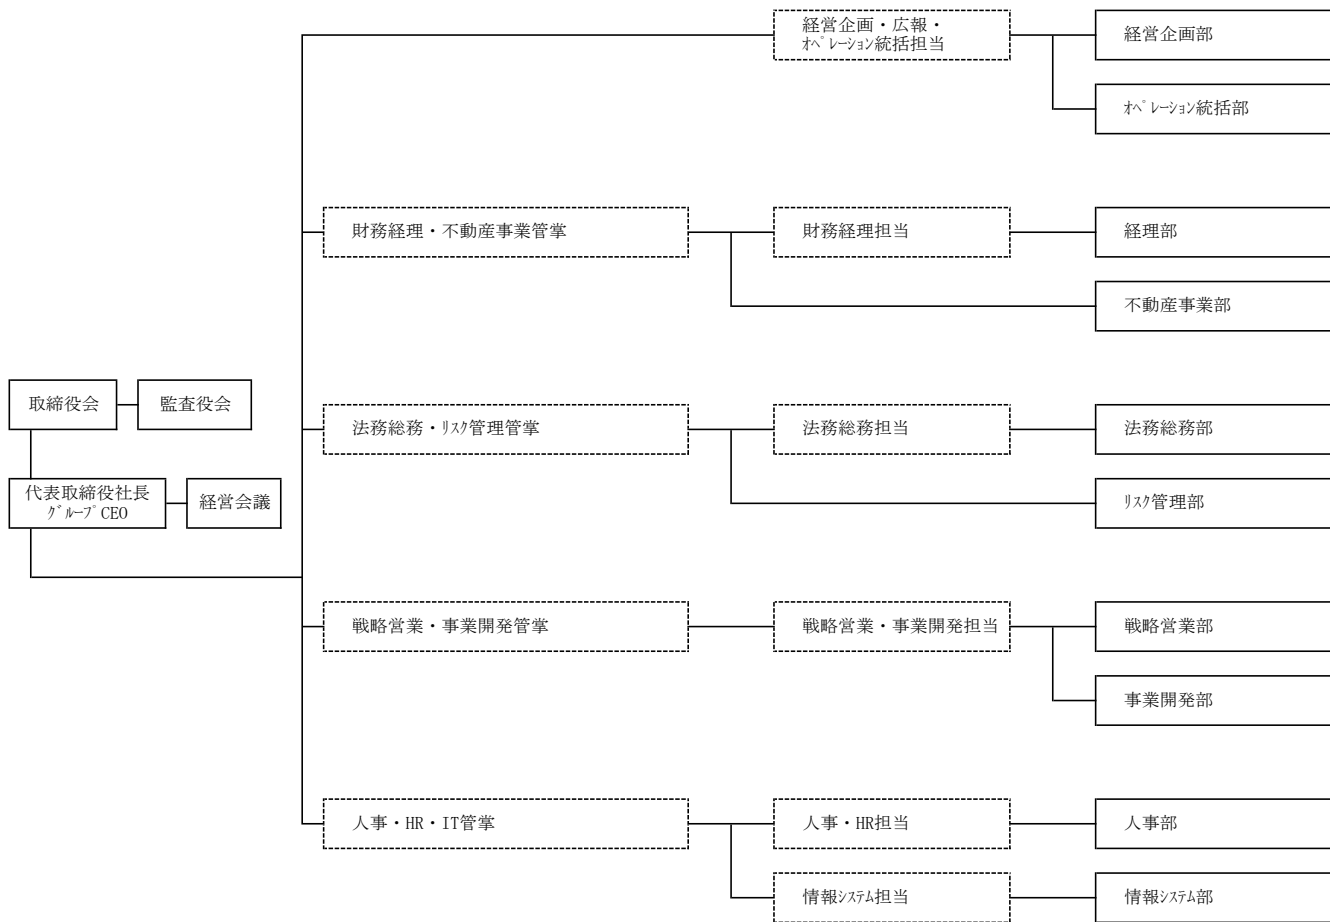 経営企画・広報・
ｵﾍﾟﾚｰｼｮﾝ統括担当
経営企画部
ｵﾍﾟﾚｰｼｮﾝ統括部
財務経理・不動産事業管掌
財務経理担当
経理部
不動産事業部
取締役会
監査役会
法務総務・ﾘｽｸ管理管掌
法務総務担当
法務総務部
代表取締役社長
ｸﾞﾙｰﾌﾟCEO
経営会議
ﾘｽｸ管理部
戦略営業・事業開発管掌
戦略営業・事業開発担当
戦略営業部
事業開発部
人事・HR・IT管掌
人事・HR担当
人事部
情報ｼｽﾃﾑ担当
情報ｼｽﾃﾑ部